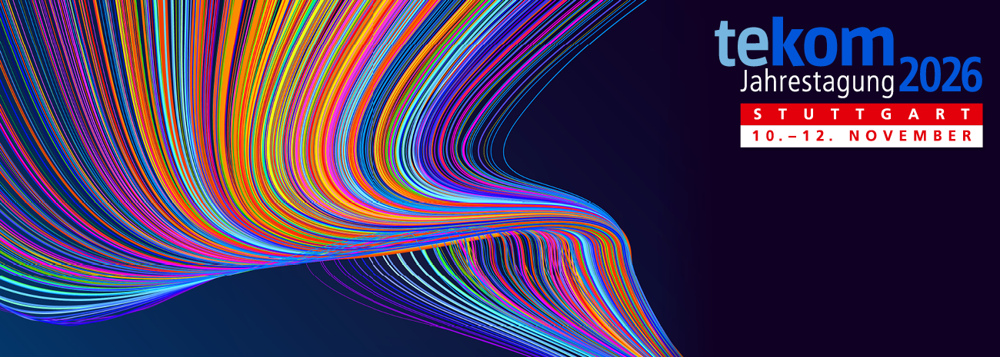 tekom
Jahrestagung 2026
STUTTGART
10.–12. NOVEMBER